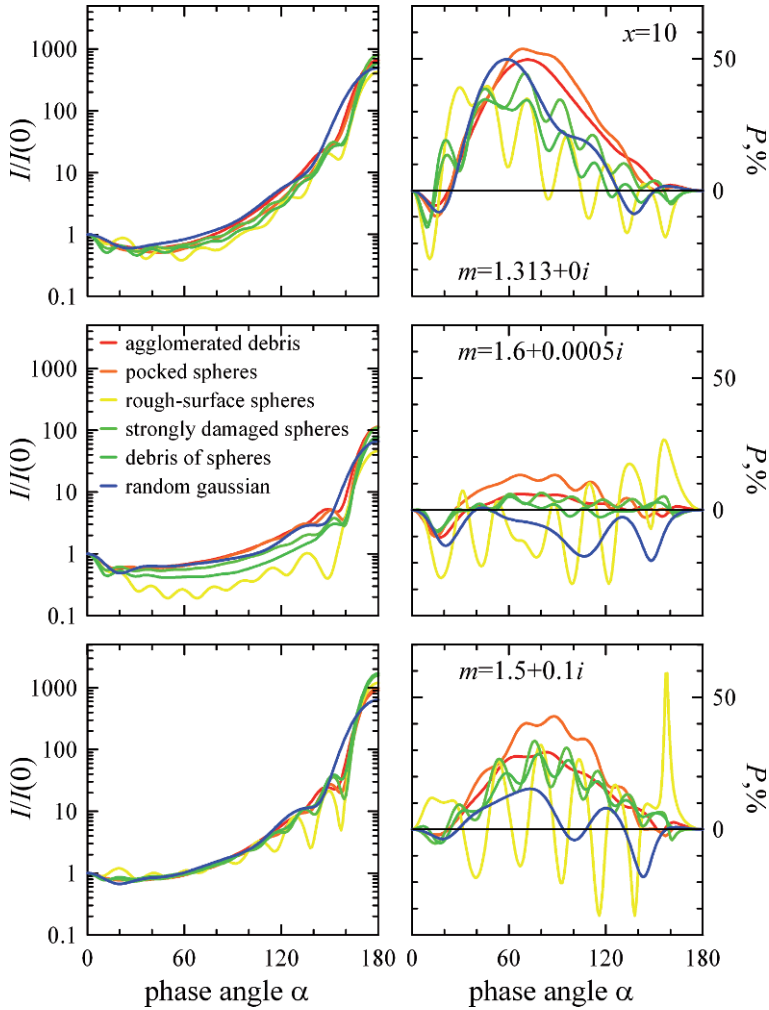 1000
100
10
1
0.1
I/I(0)
x=10
m=1.313+0i
50
0
P,%
1000
100
10
1
0.1
I/I(0)
agglomerated debris
pocked spheres
rough-surface spheres
strongly damaged spheres
debris of spheres
random gaussian
m=1.6+0.0005i
50
0
P,%
1000
100
10
1
0.1
I/I(0)
m=1.5+0.1i
50
0
P,%
0 60 120 180
phase angle α
0 60 120 180
phase angle α